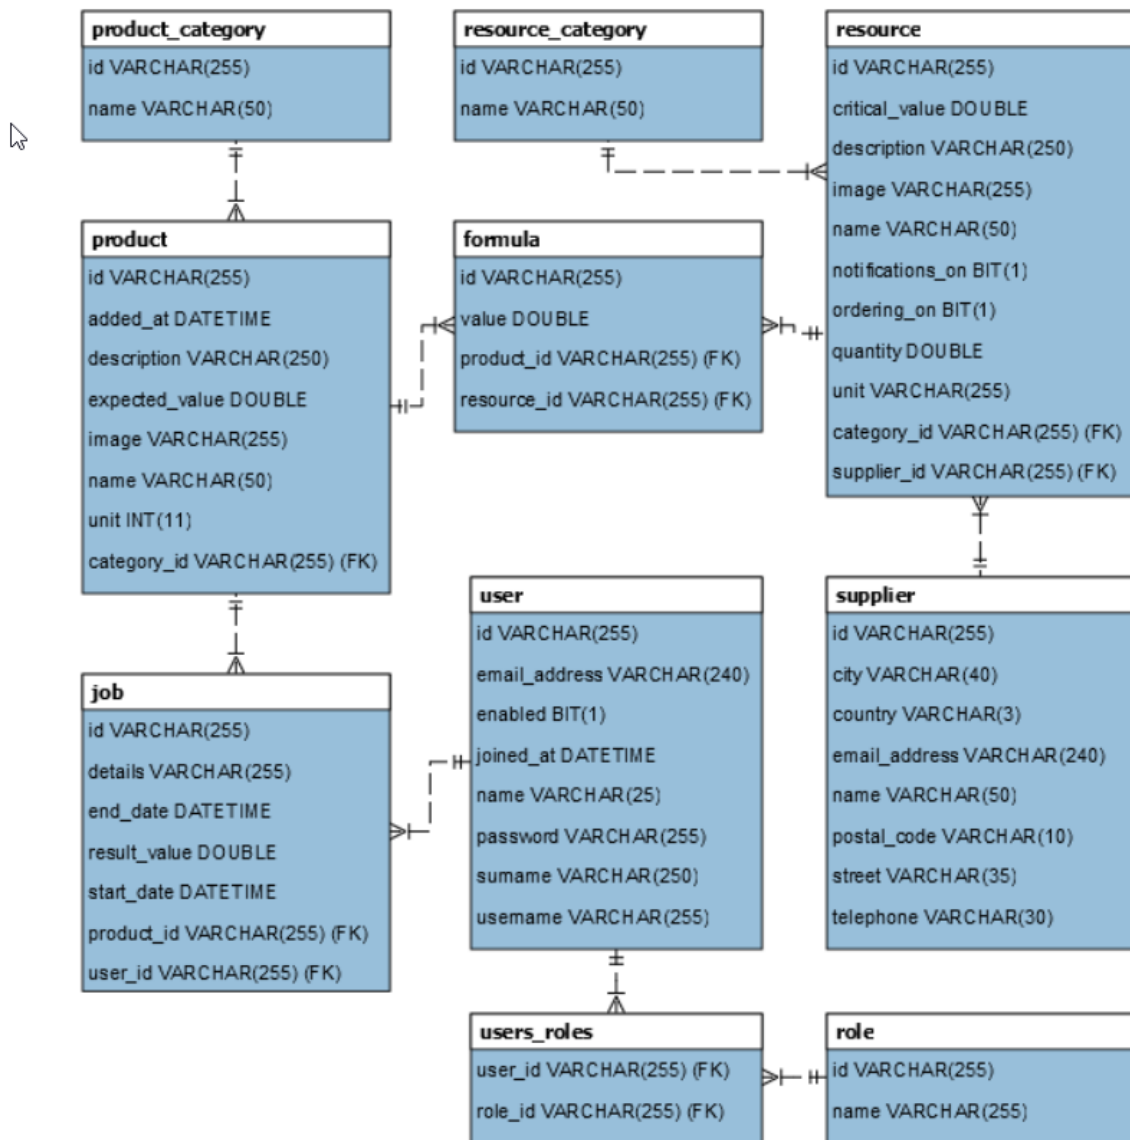 product_category
id VARCHAR(255)
name VARCHAR(50)
resource_category
id VARCHAR(255)
name VARCHAR(50)
resource
id VARCHAR(255)
critical_value DOUBLE
description VARCHAR(250)
image VARCHAR(255)
name VARCHAR(50)
notifications_on BIT(1)
ordering_on BIT(1)
quantity DOUBLE
unit VARCHAR(255)
category_id VARCHAR(255) (FK)
supplier_id VARCHAR(255) (FK)
product
id VARCHAR(255)
added_at DATETIME
description VARCHAR(250)
expected_value DOUBLE
image VARCHAR(255)
name VARCHAR(50)
unit INT(11)
category_id VARCHAR(255) (FK)
formula
id VARCHAR(255)
value DOUBLE
product_id VARCHAR(255) (FK)
resource_id VARCHAR(255) (FK)
user
id VARCHAR(255)
email_address VARCHAR(240)
enabled BIT(1)
joined_at DATETIME
name VARCHAR(25)
password VARCHAR(255)
surname VARCHAR(250)
username VARCHAR(255)
supplier
id VARCHAR(255)
city VARCHAR(40)
country VARCHAR(3)
email_address VARCHAR(240)
name VARCHAR(50)
postal_code VARCHAR(10)
street VARCHAR(35)
telephone VARCHAR(30)
job
id VARCHAR(255)
details VARCHAR(255)
end_date DATETIME
result_value DOUBLE
start_date DATETIME
product_id VARCHAR(255) (FK)
user_id VARCHAR(255) (FK)
users_roles
user_id VARCHAR(255) (FK)
role_id VARCHAR(255) (FK)
role
id VARCHAR(255)
name VARCHAR(255)